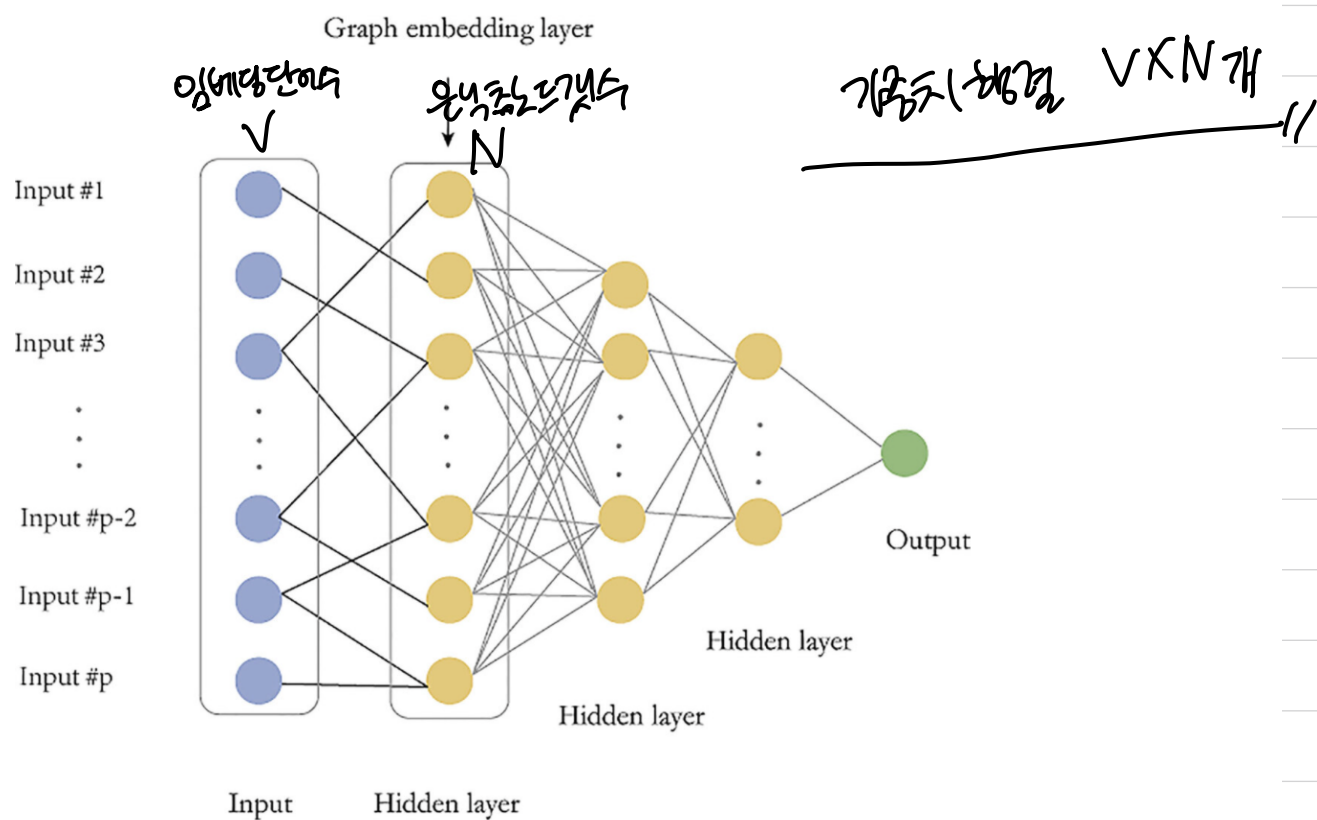 Graph embedding layer
임베딩단어수
V
은닉층노드갯수
N
가중치행렬 VXN개
Input #1
Input #2
Input #3
Input #p-2
Input #p-1
Input #p
Output
Hidden layer
Hidden layer
Input
Hidden layer